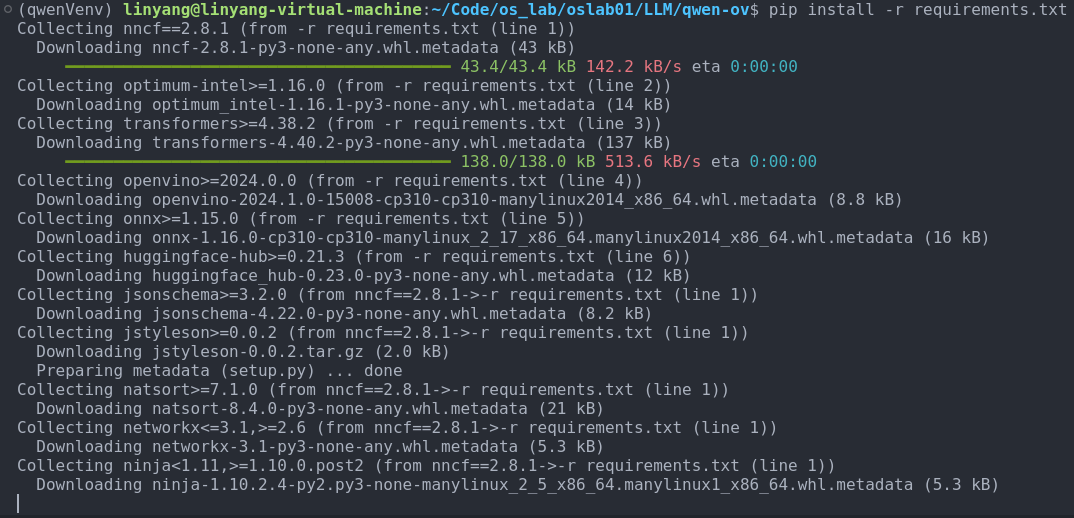 (qwenVenv) linyang@linyang-virtual-machine:~/Code/os_lab/oslab01/LLM/qwen-ov$ pip install -r requirements.txt
Collecting nncf==2.8.1 (from -r requirements.txt (line 1))
  Downloading nncf-2.8.1-py3-none-any.whl.metadata (43 kB)
43.4/43.4 kB 142.2 kB/s eta 0:00:00
Collecting optimum-intel>=1.16.0 (from -r requirements.txt (line 2))
  Downloading optimum_intel-1.16.1-py3-none-any.whl.metadata (14 kB)
Collecting transformers>=4.38.2 (from -r requirements.txt (line 3))
  Downloading transformers-4.40.2-py3-none-any.whl.metadata (137 kB)
138.0/138.0 kB 513.6 kB/s eta 0:00:00
Collecting openvino>=2024.0.0 (from -r requirements.txt (line 4))
  Downloading openvino-2024.1.0-15008-cp310-cp310-manylinux2014_x86_64.whl.metadata (8.8 kB)
Collecting onnx>=1.15.0 (from -r requirements.txt (line 5))
  Downloading onnx-1.16.0-cp310-cp310-manylinux_2_17_x86_64.manylinux2014_x86_64.whl.metadata (16 kB)
Collecting huggingface-hub>=0.21.3 (from -r requirements.txt (line 6))
  Downloading huggingface_hub-0.23.0-py3-none-any.whl.metadata (12 kB)
Collecting jsonschema>=3.2.0 (from nncf==2.8.1->-r requirements.txt (line 1))
  Downloading jsonschema-4.22.0-py3-none-any.whl.metadata (8.2 kB)
Collecting jstyleson>=0.0.2 (from nncf==2.8.1->-r requirements.txt (line 1))
  Downloading jstyleson-0.0.2.tar.gz (2.0 kB)
  Preparing metadata (setup.py) ... done
Collecting natsort>=7.1.0 (from nncf==2.8.1->-r requirements.txt (line 1))
  Downloading natsort-8.4.0-py3-none-any.whl.metadata (21 kB)
Collecting networkx<=3.1,>=2.6 (from nncf==2.8.1->-r requirements.txt (line 1))
  Downloading networkx-3.1-py3-none-any.whl.metadata (5.3 kB)
Collecting ninja<1.11,>=1.10.0.post2 (from nncf==2.8.1->-r requirements.txt (line 1))
  Downloading ninja-1.10.2.4-py2.py3-none-manylinux_2_5_x86_64.manylinux1_x86_64.whl.metadata (5.3 kB)